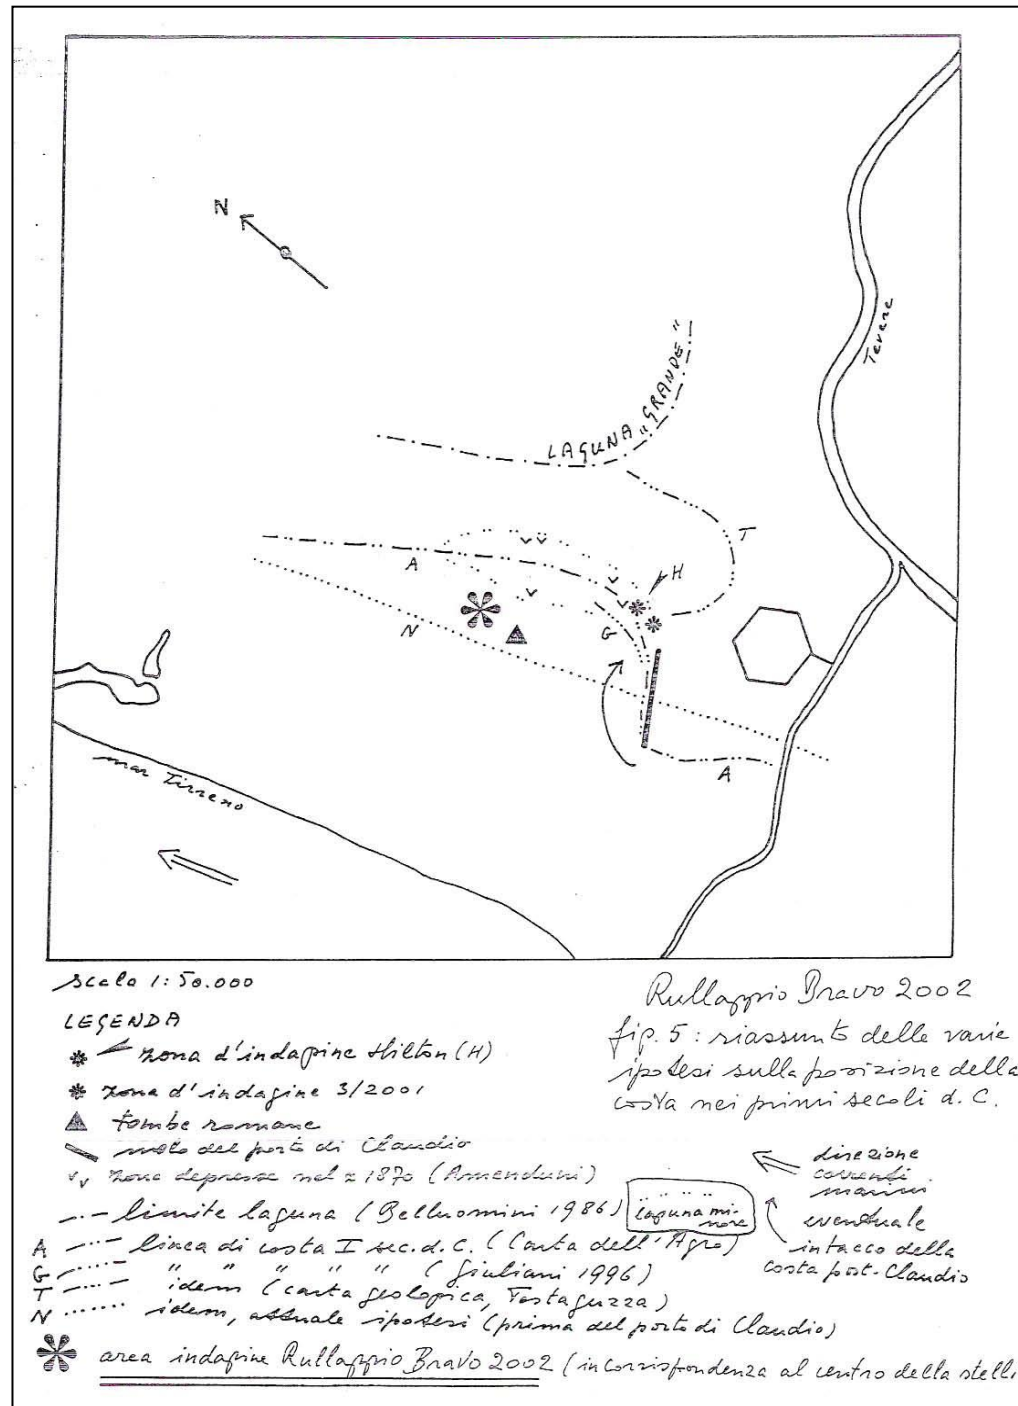 N
Tevere
LAGUNA "GRANDE"
T
A
H
G
N
A
mar Tirreno
scala 1:50.000
Rullaggio Bravo 2002
LEGENDA
fig. 5: riassunto delle varie
ipotesi sulla posizione della
costa nei primi secoli d.C.
zona d'indagine Hilton (H)
zona d'indagine 3/2001
tombe romane
molo del porto di Claudio
zone depresse nel ≈ 1870 (Amenduni)
limite laguna (Belluomini 1986)
laguna mi-
nore
A linea di costa I sec. d.C. (Carta dell'Agro)
G " " " " " (Giuliani 1996)
T idem (carta geologica, Testaguzza)
N idem, attuale ipotesi (prima del porto di Claudio)
direzione
correnti
marini
eventuale
intacco della
costa post-Claudio
area indagine Rullaggio Bravo 2002 (in corrispondenza al centro della stell